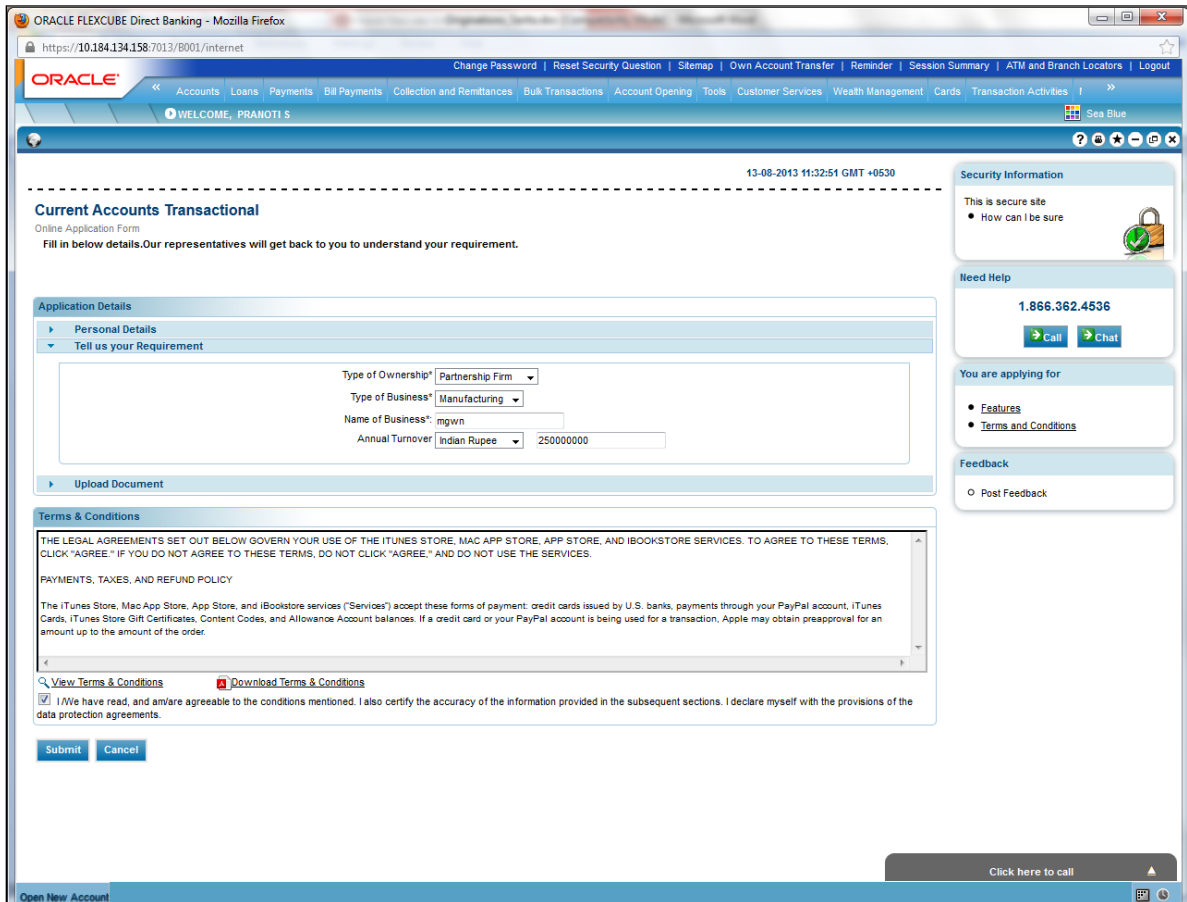 ORACLE FLEXCUBE Direct Banking - Mozilla Firefox
https://10.184.134.158:7013/B001/internet
Change Password | Reset Security Question | Sitemap | Own Account Transfer | Reminder | Session Summary | ATM and Branch Locators | Logout
ORACLE
« Accounts Loans Payments Bill Payments Collection and Remittances Bulk Transactions Account Opening Tools Customer Services Wealth Management Cards Transaction Activities »
WELCOME, PRANOTI S
Sea Blue
13-08-2013 11:32:51 GMT +0530
Current Accounts Transactional
Online Application Form
Fill in below details.Our representatives will get back to you to understand your requirement.
Application Details
Personal Details
Tell us your Requirement
Type of Ownership* Partnership Firm
Type of Business* Manufacturing
Name of Business*: mgwn
Annual Turnover Indian Rupee 250000000
Upload Document
Terms & Conditions
THE LEGAL AGREEMENTS SET OUT BELOW GOVERN YOUR USE OF THE ITUNES STORE, MAC APP STORE, APP STORE, AND IBOOKSTORE SERVICES. TO AGREE TO THESE TERMS,
CLICK "AGREE." IF YOU DO NOT AGREE TO THESE TERMS, DO NOT CLICK "AGREE," AND DO NOT USE THE SERVICES.
PAYMENTS, TAXES, AND REFUND POLICY
The iTunes Store, Mac App Store, App Store, and iBookstore services ("Services") accept these forms of payment: credit cards issued by U.S. banks, payments through your PayPal account, iTunes
Cards, iTunes Store Gift Certificates, Content Codes, and Allowance Account balances. If a credit card or your PayPal account is being used for a transaction, Apple may obtain preapproval for an
amount up to the amount of the order.
View Terms & Conditions
Download Terms & Conditions
I /We have read, and am/are agreeable to the conditions mentioned. I also certify the accuracy of the information provided in the subsequent sections. I declare myself with the provisions of the
data protection agreements.
Submit
Cancel
Security Information
This is secure site
How can I be sure
Need Help
1.866.362.4536
Call
Chat
You are applying for
Features
Terms and Conditions
Feedback
Post Feedback
Click here to call
Open New Account